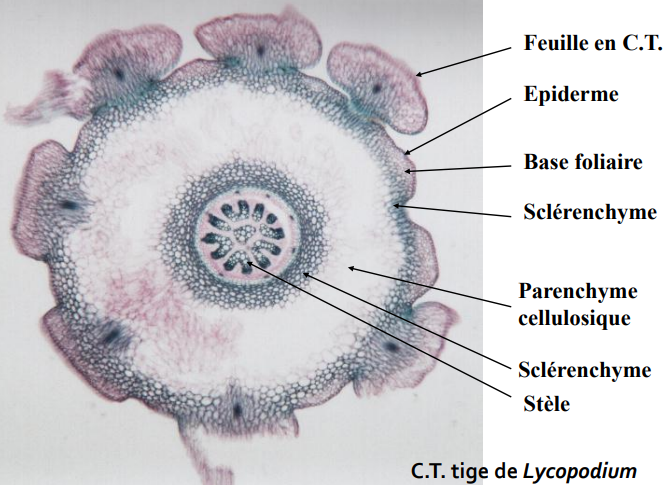 Feuille en C.T.
Epiderme
Base foliaire
Sclérenchyme
Parenchyme
cellulosique
Sclérenchyme
Stèle
C.T. tige de Lycopodium